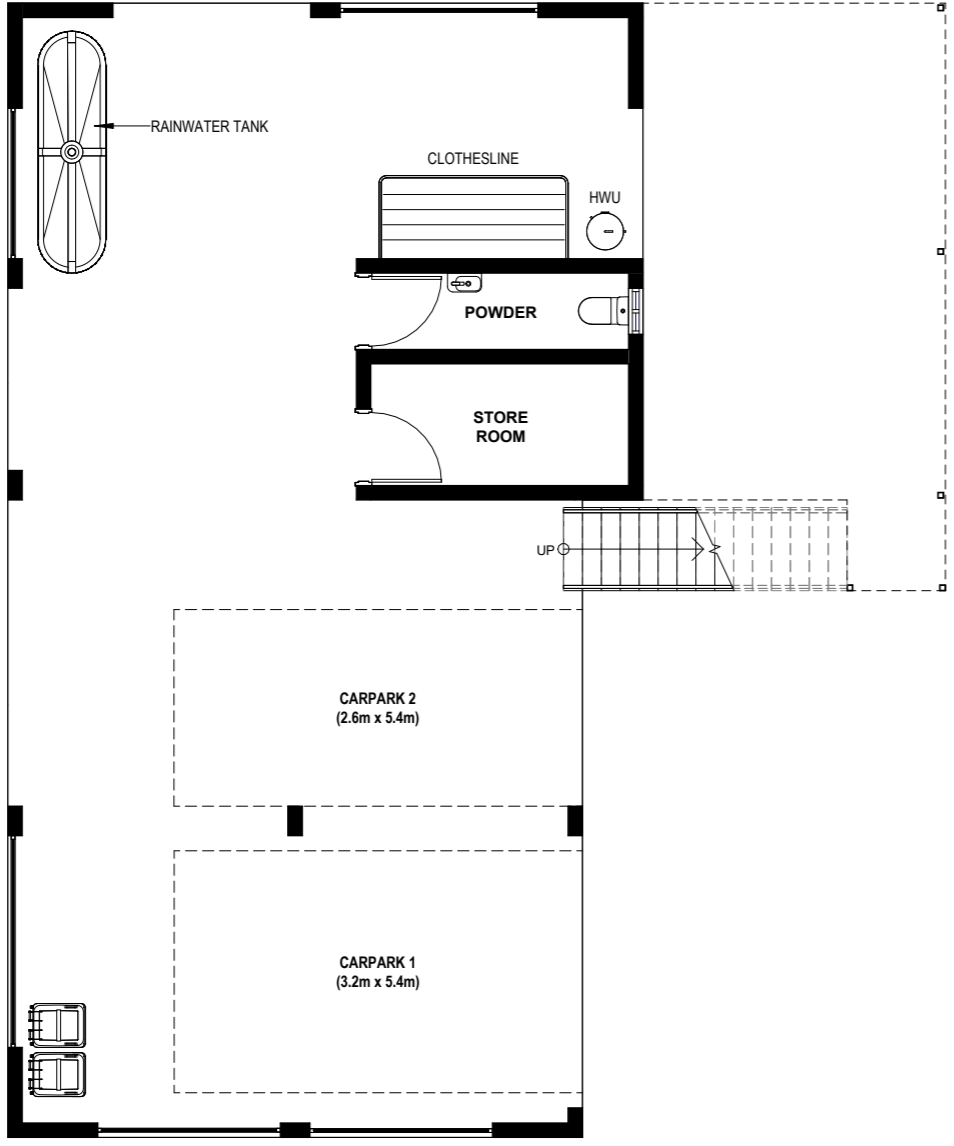 RAINWATER TANK
CLOTHESLINE
HWU
POWDER
STORE
ROOM
UP
CARPARK 2
(2.6m x 5.4m)
CARPARK 1
(3.2m x 5.4m)